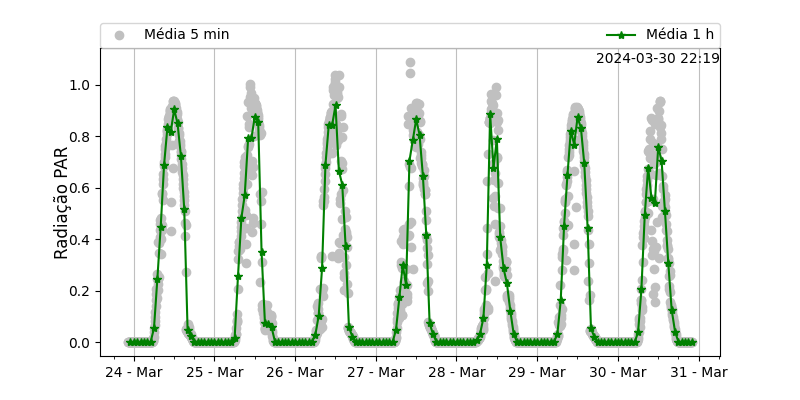 Média 5 min
Média 1 h
2024-03-30 22:19
Radiação PAR
1.0
0.8
0.6
0.4
0.2
0.0
24 - Mar 25 - Mar 26 - Mar 27 - Mar 28 - Mar 29 - Mar 30 - Mar 31 - Mar